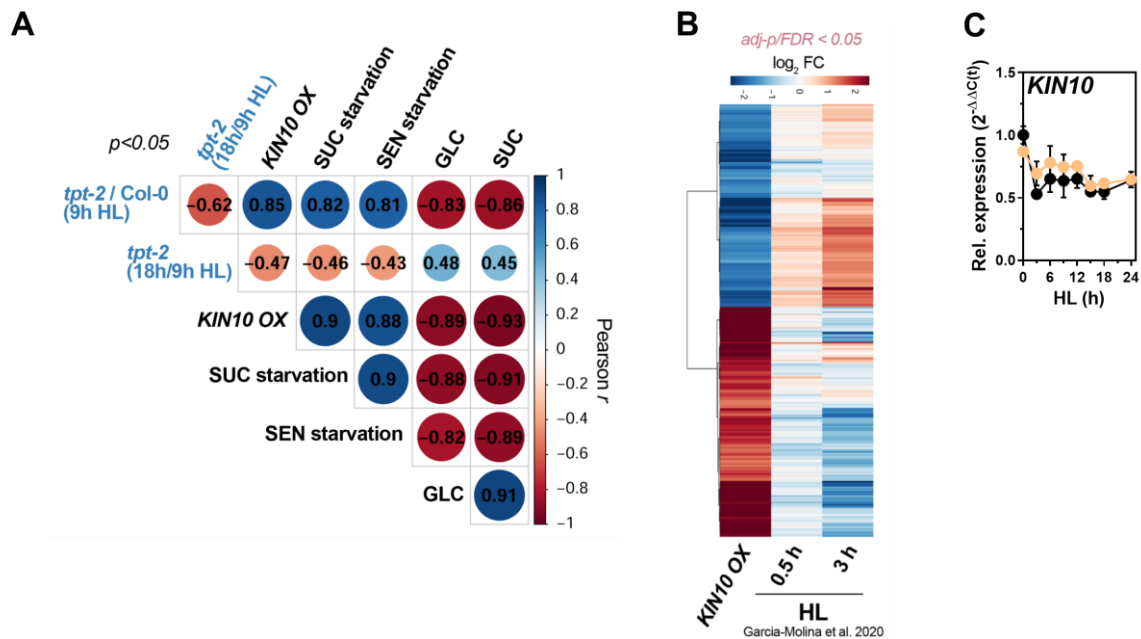 A
p<0.05
tpt-2
(18h/9h HL)
KIN10 OX
SUC starvation
SEN starvation
GLC
SUC
tpt-2 / Col-0
(9h HL)
−0.62 0.85 0.82 0.81 −0.83 −0.86
tpt-2
(18h/9h HL)
−0.47 −0.46 −0.43 0.48 0.45
KIN10 OX
0.9 0.88 −0.89 −0.93
SUC starvation
0.9 −0.88 −0.91
SEN starvation
−0.82 −0.89
GLC
0.91
1
0.8
0.6
0.4
0.2
0
−0.2
−0.4
−0.6
−0.8
−1
Pearson r
B
adj-p/FDR < 0.05
log2 FC
−2 −1 0 1 2
KIN10 OX
0.5 h
3 h
HL
Garcia-Molina et al. 2020
C
KIN10
Rel. expression (2-ΔΔC(t))
1.5
1.0
0.5
0.0
0 6 12 18 24
HL (h)